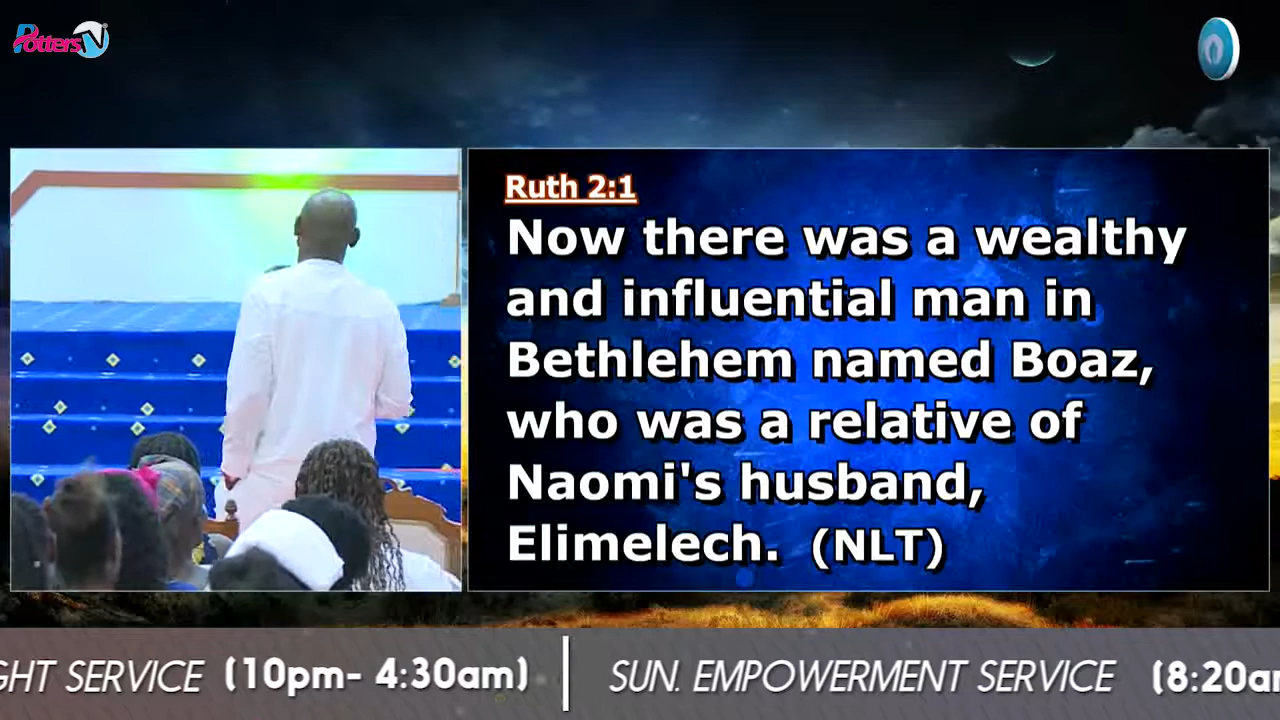 PottersTV
Ruth 2:1
Now there was a wealthy
and influential man in
Bethlehem named Boaz,
who was a relative of
Naomi's husband,
Elimelech. (NLT)
GHT SERVICE (10pm- 4:30am) | SUN. EMPOWERMENT SERVICE (8:20a